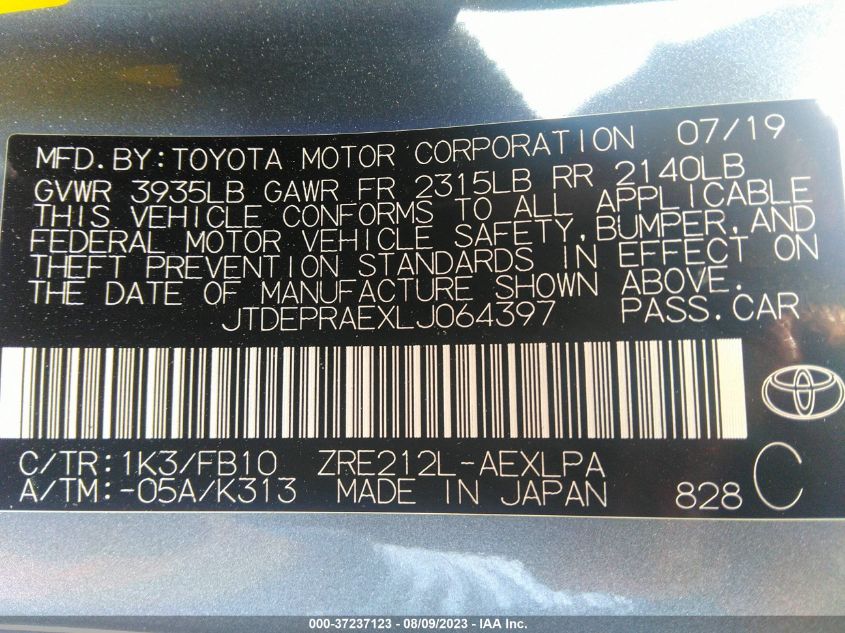 MFD.BY:TOYOTA MOTOR CORPORATION 07/19
GVWR 3935LB GAWR FR 2315LB RR 2140LB
THIS VEHICLE CONFORMS TO ALL APPLICABLE
FEDERAL MOTOR VEHICLE SAFETY,BUMPER,AND
THEFT PREVENTION STANDARDS IN EFFECT ON
THE DATE OF MANUFACTURE SHOWN ABOVE.
JTDEPRAEXLJ064397 PASS.CAR
C/TR:1K3/FB10 ZRE212L-AEXLPA
A/TM:-05A/K313 MADE IN JAPAN 828 C
000-37237123 - 08/09/2023 - IAA Inc.